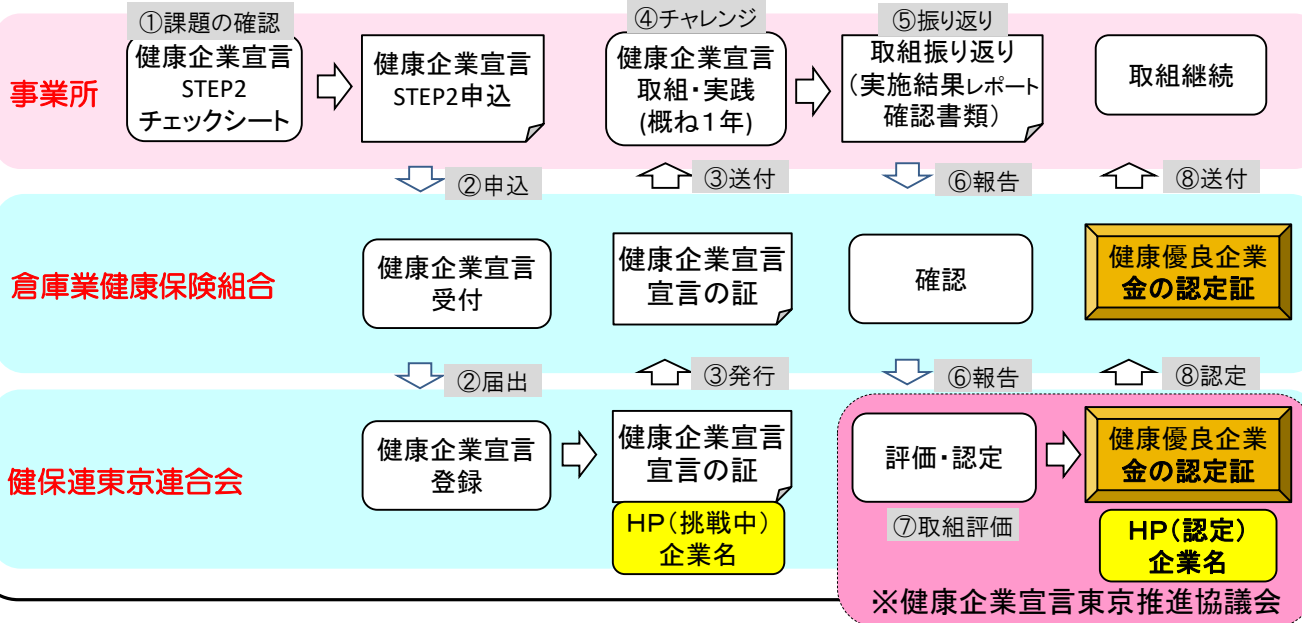 ①課題の確認
④チャレンジ
⑤振り返り
事業所
健康企業宣言
STEP2
チェックシート
健康企業宣言
STEP2申込
健康企業宣言
取組・実践
(概ね1年)
取組振り返り
(実施結果レポート
確認書類)
取組継続
②申込
③送付
⑥報告
⑧送付
倉庫業健康保険組合
健康企業宣言
受付
健康企業宣言
宣言の証
確認
健康優良企業
金の認定証
②届出
③発行
⑥報告
⑧認定
健保連東京連合会
健康企業宣言
登録
健康企業宣言
宣言の証
HP(挑戦中)
企業名
評価・認定
⑦取組評価
健康優良企業
金の認定証
HP(認定)
企業名
※健康企業宣言東京推進協議会